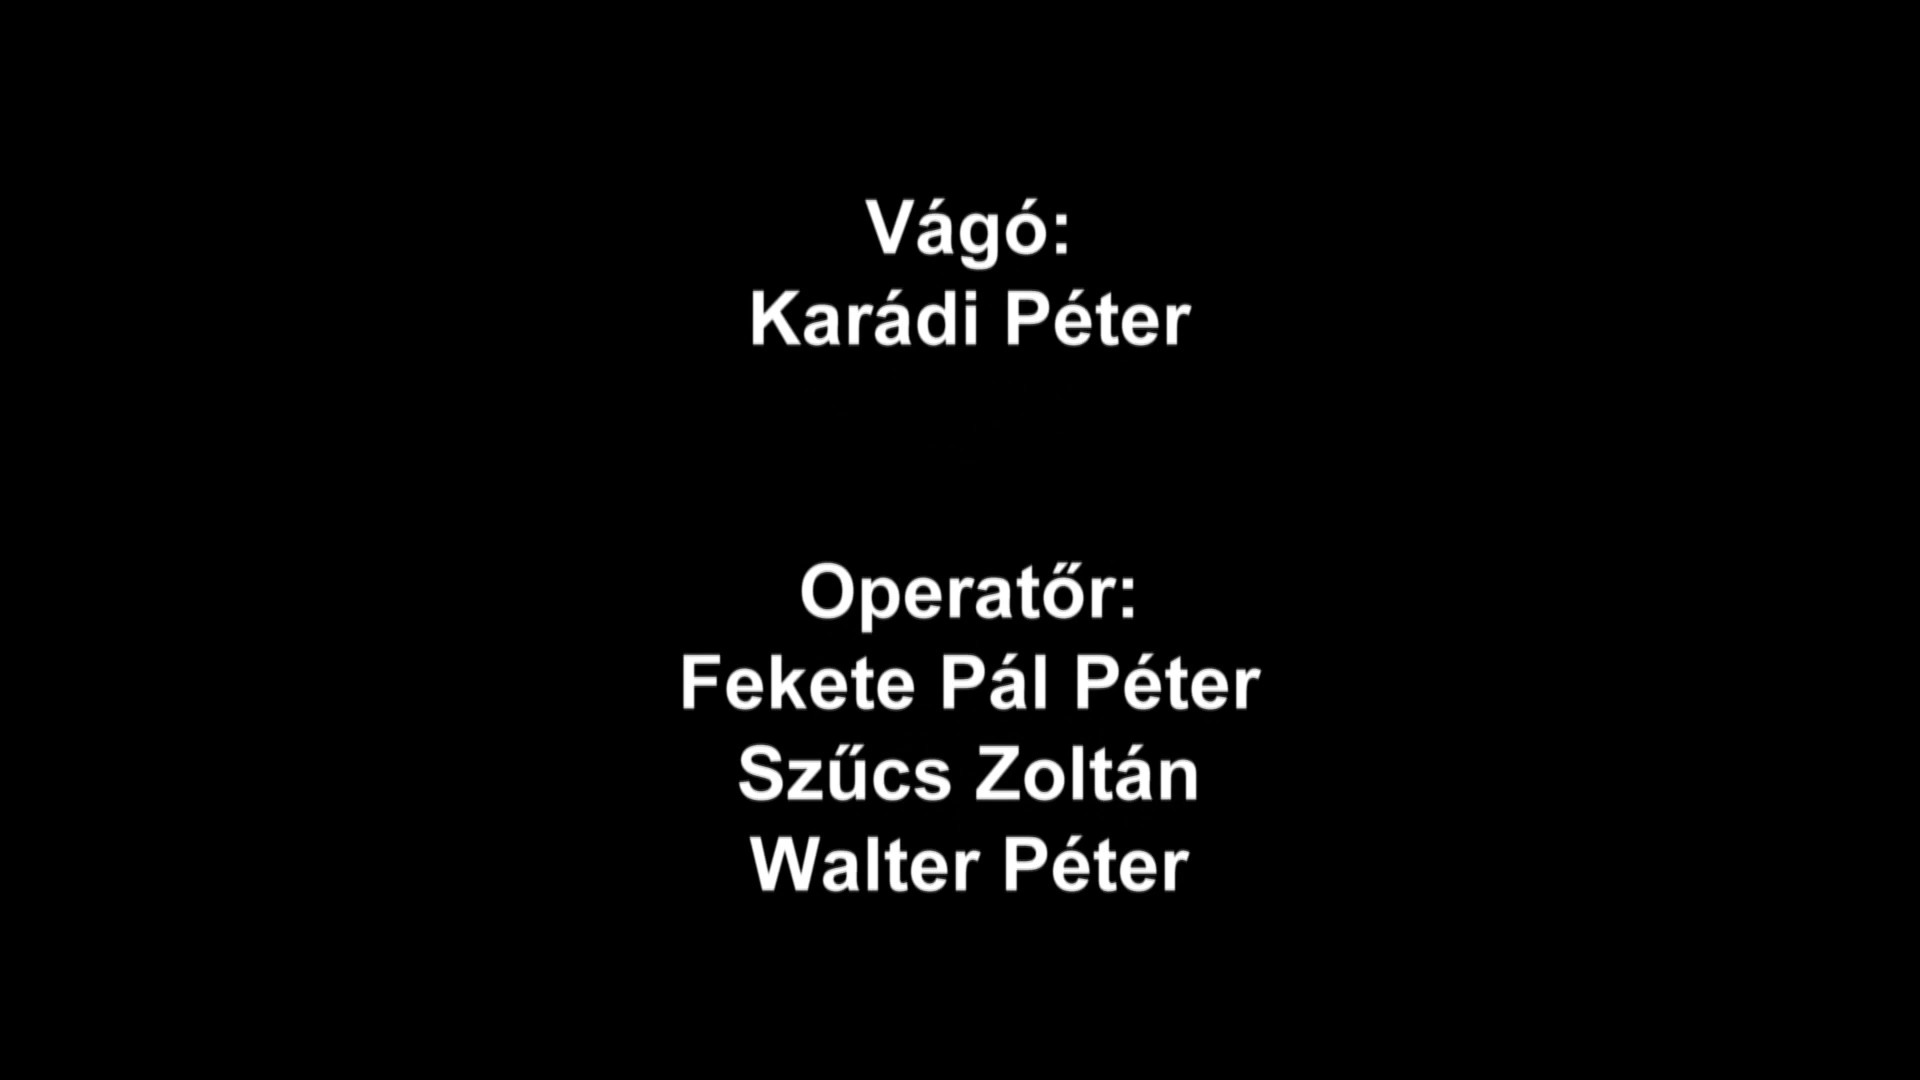 Vágó:
Karádi Péter
Operatőr:
Fekete Pál Péter
Szűcs Zoltán
Walter Péter